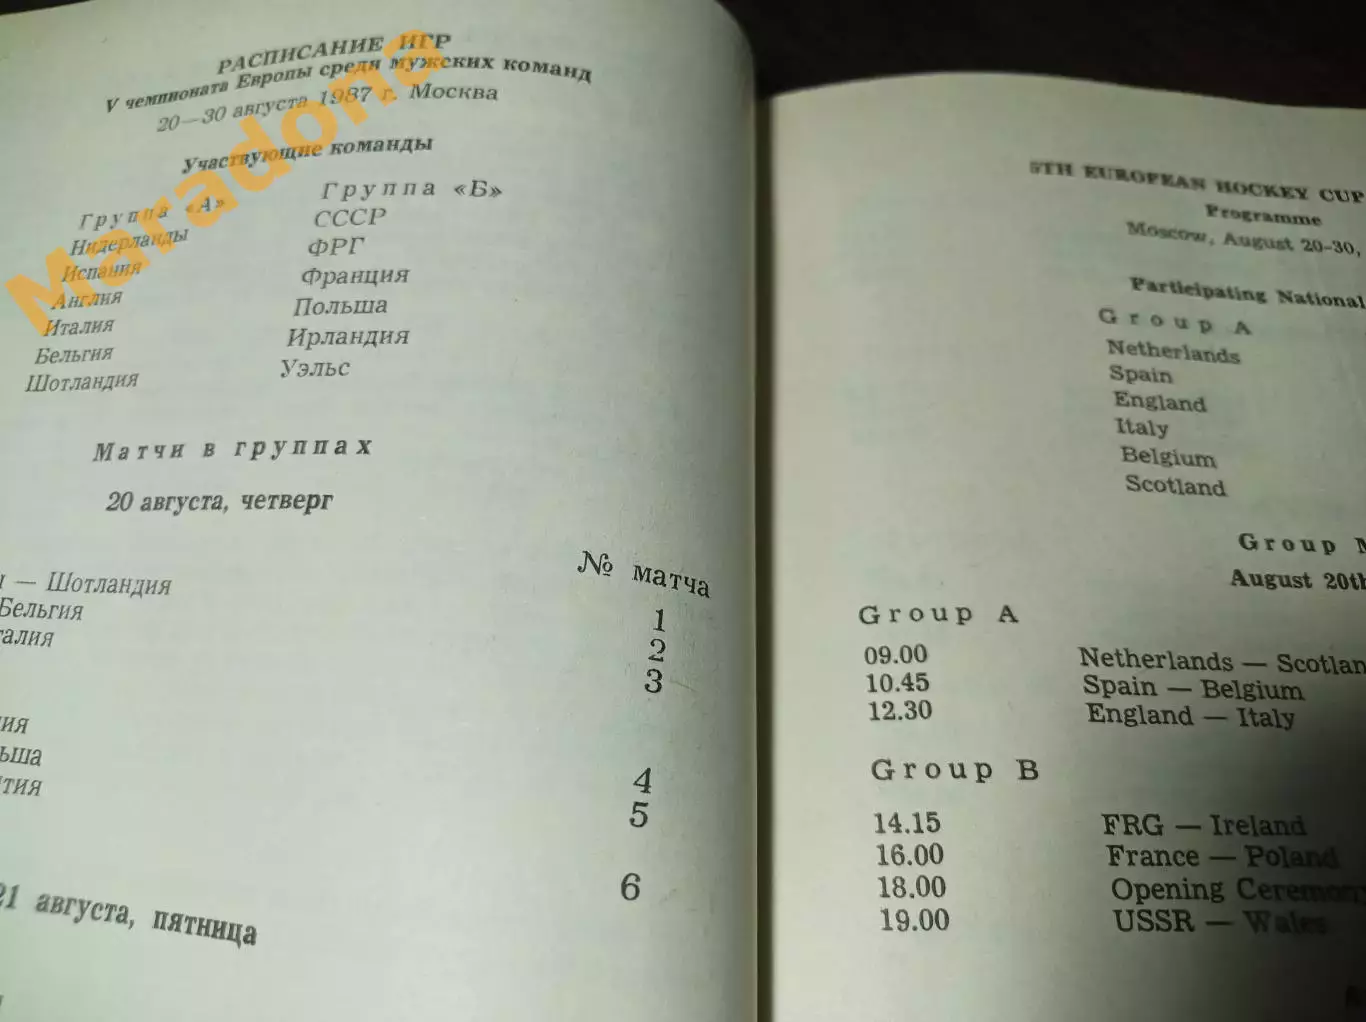 РАСПИСАНИЕ ИГР
V чемпионата Европы среди мужских команд
20—30 августа 1987 г. Москва
Участвующие команды
Группа «А»
Нидерланды
Испания
Англия
Италия
Бельгия
Шотландия
Группа «Б»
СССР
ФРГ
Франция
Польша
Ирландия
Уэльс
Матчи в группах
20 августа, четверг
№ матча
— Шотландия
1
Бельгия
2
3
4
5
6
21 августа, пятница
Maradona
5TH EUROPEAN HOCKEY CUP
Programme
Moscow, August 20-30,
Participating National
Group A
Netherlands
Spain
England
Italy
Belgium
Scotland
Group
August 20th
Group A
09.00 Netherlands — Scotlan
10.45 Spain — Belgium
12.30 England — Italy
Group B
14.15 FRG — Ireland
16.00 France — Poland
18.00 Opening Ceremon
19.00 USSR — Wales